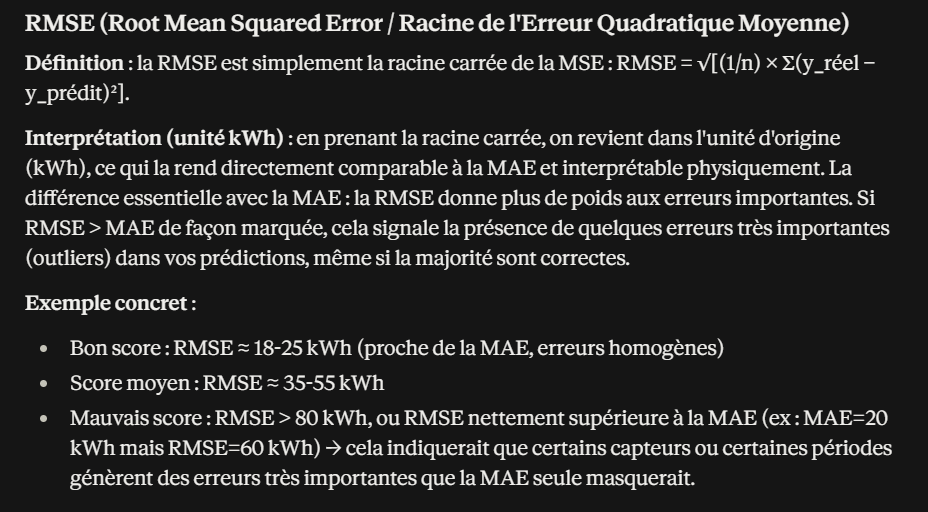 RMSE (Root Mean Squared Error / Racine de l'Erreur Quadratique Moyenne)
Définition : la RMSE est simplement la racine carrée de la MSE : RMSE = √[(1/n) × Σ(y_réel −
y_prédit)²].
Interprétation (unité kWh) : en prenant la racine carrée, on revient dans l'unité d'origine
(kWh), ce qui la rend directement comparable à la MAE et interprétable physiquement. La
différence essentielle avec la MAE : la RMSE donne plus de poids aux erreurs importantes. Si
RMSE > MAE de façon marquée, cela signale la présence de quelques erreurs très importantes
(outliers) dans vos prédictions, même si la majorité sont correctes.
Exemple concret :
• Bon score : RMSE ≈ 18-25 kWh (proche de la MAE, erreurs homogènes)
• Score moyen : RMSE ≈ 35-55 kWh
• Mauvais score : RMSE > 80 kWh, ou RMSE nettement supérieure à la MAE (ex : MAE=20
kWh mais RMSE=60 kWh) → cela indiquerait que certains capteurs ou certaines périodes
génèrent des erreurs très importantes que la MAE seule masquerait.